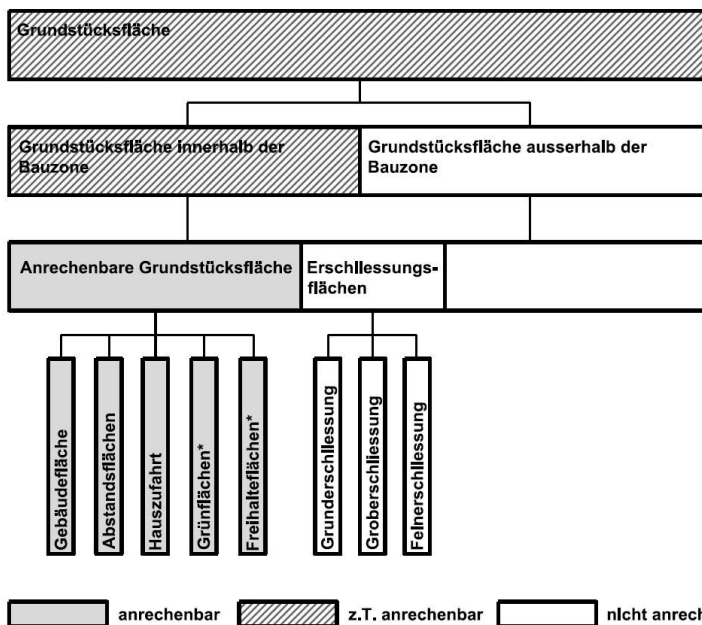 Grundstücksfläche
Grundstücksfläche innerhalb der
Bauzone
Grundstücksfläche ausserhalb der
Bauzone
Anrechenbare Grundstücksfläche
Erschliessungs-
flächen
Gebäudefläche
Abstandsflächen
Hauszufahrt
Grünflächen*
Freihalteflächen*
Grunderschliessung
Groberschliessung
Feinerschliessung
anrechenbar
z.T. anrechenbar
nicht anrech